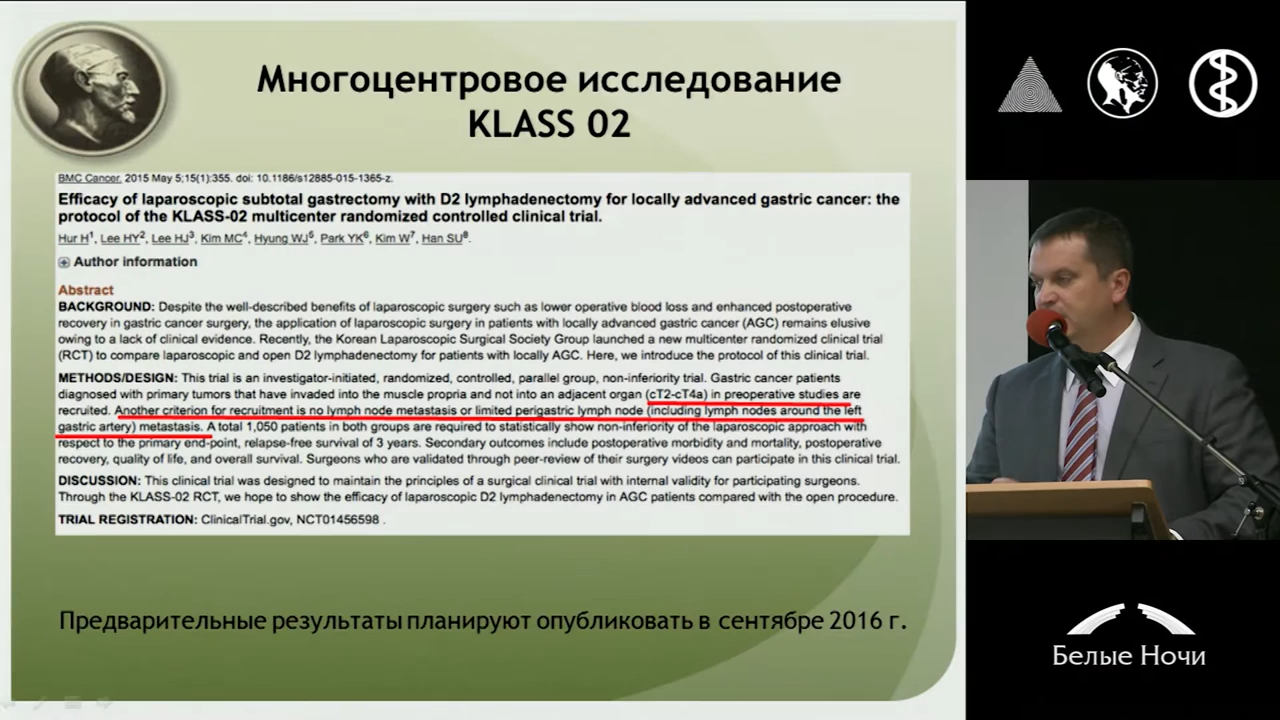 Многоцентровое исследование
KLASS 02
BMC Cancer. 2015 May 5;15(1):355. doi: 10.1186/s12885-015-1365-z.
Efficacy of laparoscopic subtotal gastrectomy with D2 lymphadenectomy for locally advanced gastric cancer: the
protocol of the KLASS-02 multicenter randomized controlled clinical trial.
Hur H1, Lee HY2, Lee HJ3, Kim MC4, Hyung WJ5, Park YK6, Kim W7, Han SU8.
Author information
Abstract
BACKGROUND: Despite the well-described benefits of laparoscopic surgery such as lower operative blood loss and enhanced postoperative
recovery in gastric cancer surgery, the application of laparoscopic surgery in patients with locally advanced gastric cancer (AGC) remains elusive
owing to a lack of clinical evidence. Recently, the Korean Laparoscopic Surgical Society Group launched a new multicenter randomized clinical trial
(RCT) to compare laparoscopic and open D2 lymphadenectomy for patients with locally AGC. Here, we introduce the protocol of this clinical trial.
METHODS/DESIGN: This trial is an investigator-initiated, randomized, controlled, parallel group, non-inferiority trial. Gastric cancer patients
diagnosed with primary tumors that have invaded into the muscle propria and not into an adjacent organ (cT2-cT4a) in preoperative studies are
recruited. Another criterion for recruitment is no lymph node metastasis or limited perigastric lymph node (including lymph nodes around the left
gastric artery) metastasis. A total 1,050 patients in both groups are required to statistically show non-inferiority of the laparoscopic approach with
respect to the primary end-point, relapse-free survival of 3 years. Secondary outcomes include postoperative morbidity and mortality, postoperative
recovery, quality of life, and overall survival. Surgeons who are validated through peer-review of their surgery videos can participate in this clinical trial.
DISCUSSION: This clinical trial was designed to maintain the principles of a surgical clinical trial with internal validity for participating surgeons.
Through the KLASS-02 RCT, we hope to show the efficacy of laparoscopic D2 lymphadenectomy in AGC patients compared with the open procedure.
TRIAL REGISTRATION: ClinicalTrial.gov, NCT01456598 .
Предварительные результаты планируют опубликовать в сентябре 2016 г.
Белые Ночи